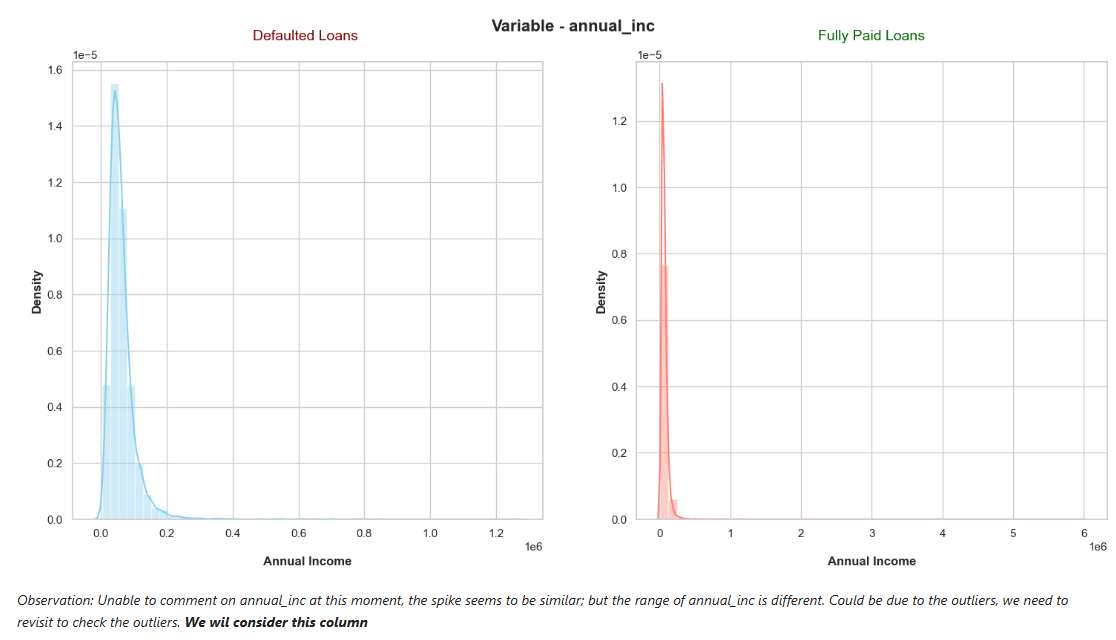 Variable - annual_inc
Defaulted Loans
1e−5
1.6
1.4
1.2
1.0
0.8
0.6
0.4
0.2
0.0
Density
0.0 0.2 0.4 0.6 0.8 1.0 1.2
1e6
Annual Income
Fully Paid Loans
1e−5
1.2
1.0
0.8
0.6
0.4
0.2
0.0
Density
0 1 2 3 4 5 6
1e6
Annual Income
Observation: Unable to comment on annual_inc at this moment, the spike seems to be similar; but the range of annual_inc is different. Could be due to the outliers, we need to
revisit to check the outliers. We wil consider this column